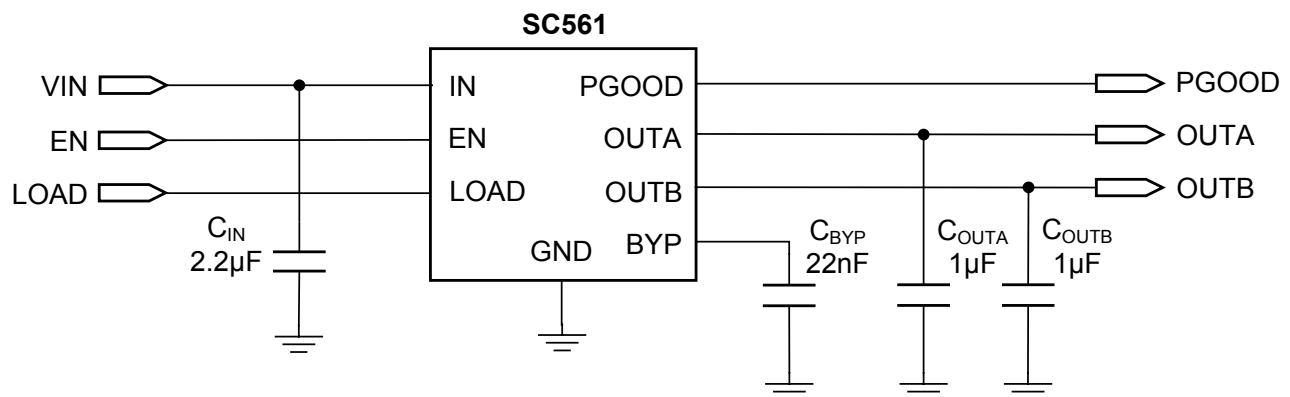 SC561
VIN
IN
PGOOD
PGOOD
EN
EN
OUTA
OUTA
LOAD
LOAD
OUTB
OUTB
GND
BYP
CIN
2.2µF
CBYP
22nF
COUTA
1µF
COUTB
1µF